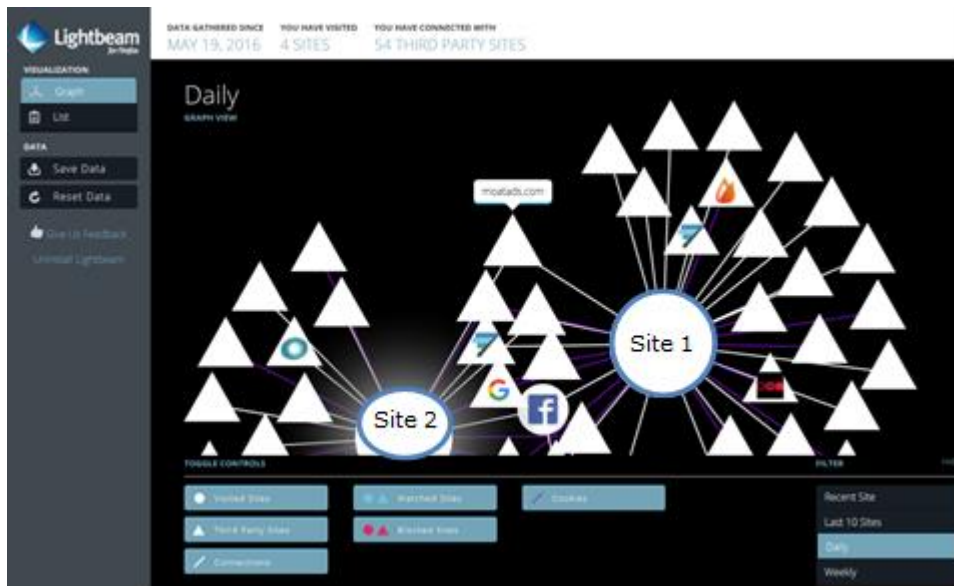 Lightbeam
for Firefox
DATA GATHERED SINCE
MAY 19, 2016
YOU HAVE VISITED
4 SITES
YOU HAVE CONNECTED WITH
54 THIRD PARTY SITES
VISUALIZATION
Graph
List
DATA
Save Data
Reset Data
Give Us Feedback
Uninstall Lightbeam
Daily
GRAPH VIEW
moatads.com
Site 1
Site 2
TOGGLE CONTROLS
Visited Sites
Watched Sites
Cookies
Third Party Sites
Blocked Sites
Connections
FILTER
Recent Site
Last 10 Sites
Daily
Weekly